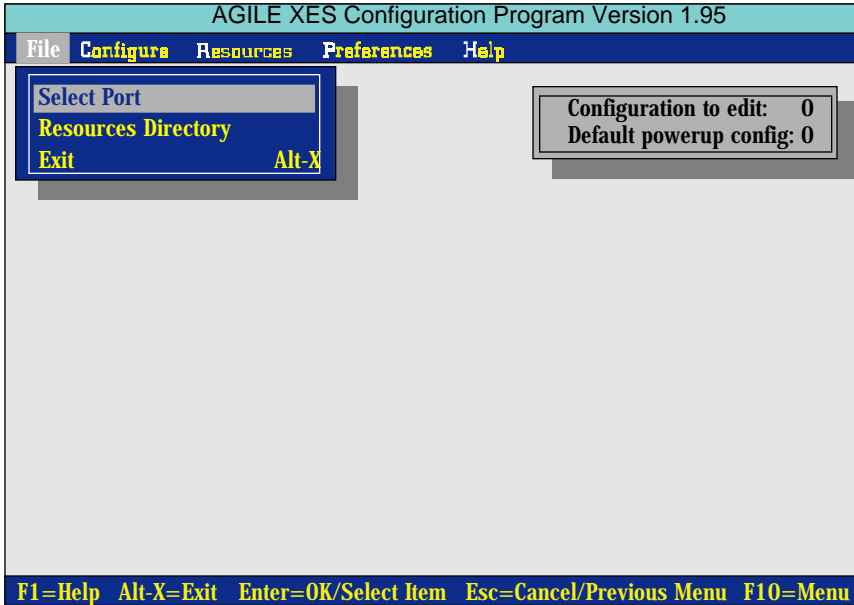 AGILE XES Configuration Program Version 1.95
File Configure Resources Preferences Help
Select Port
Resources Directory
Exit Alt-X
Configuration to edit: 0
Default powerup config: 0
F1=Help Alt-X=Exit Enter=OK/Select Item Esc=Cancel/Previous Menu F10=Menu